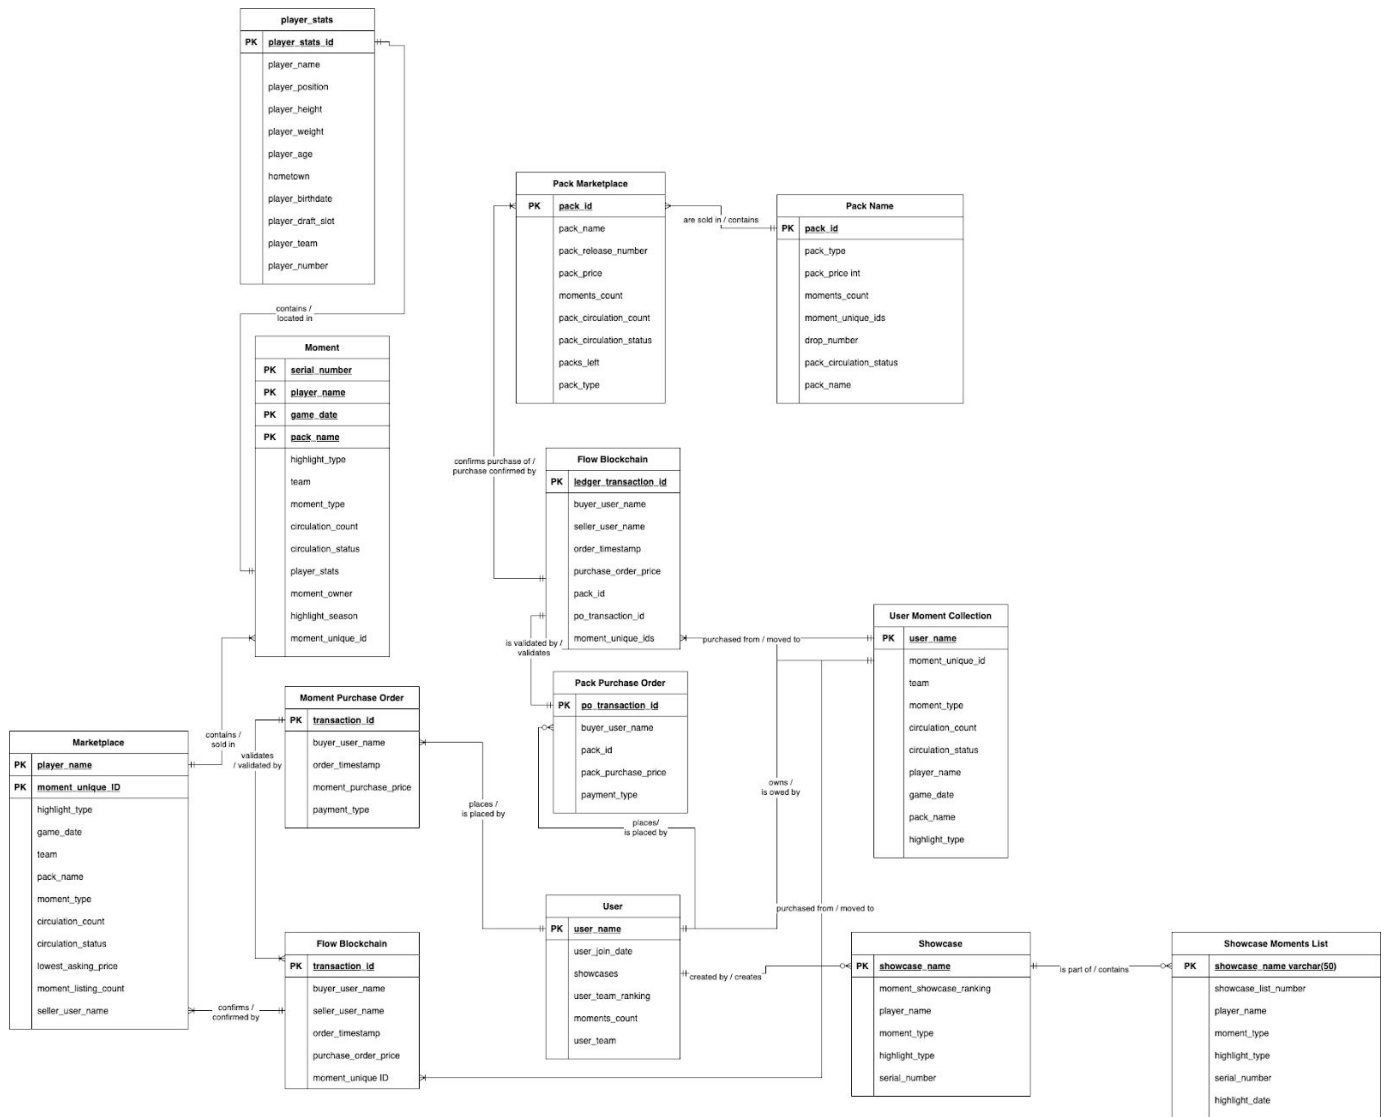 player_stats
PK player_stats_id
player_name
player_position
player_height
player_weight
player_age
hometown
player_birthdate
player_draft_slot
player_team
player_number
contains /
located in
Moment
PK serial_number
PK player_name
PK game_date
PK pack_name
highlight_type
team
moment_type
circulation_count
circulation_status
player_stats
moment_owner
highlight_season
moment_unique_id
Pack Marketplace
PK pack_id
pack_name
pack_release_number
pack_price
moments_count
pack_circulation_count
pack_circulation_status
packs_left
pack_type
are sold in / contains
Pack Name
PK pack_id
pack_type
pack_price int
moments_count
moment_unique_ids
drop_number
pack_circulation_status
pack_name
confirms purchase of /
purchase confirmed by
Flow Blockchain
PK ledger_transaction_id
buyer_user_name
seller_user_name
order_timestamp
purchase_order_price
pack_id
po_transaction_id
moment_unique_ids
is validated by /
validates
purchased from / moved to
User Moment Collection
PK user_name
moment_unique_id
team
moment_type
circulation_count
circulation_status
player_name
game_date
pack_name
highlight_type
Pack Purchase Order
PK po_transaction_id
buyer_user_name
pack_id
pack_purchase_price
payment_type
Moment Purchase Order
PK transaction_id
buyer_user_name
order_timestamp
moment_purchase_price
payment_type
contains /
sold in
validates
/ validated by
Marketplace
PK player_name
PK moment_unique_ID
highlight_type
game_date
team
pack_name
moment_type
circulation_count
circulation_status
lowest_asking_price
moment_listing_count
seller_user_name
places /
is placed by
places/
is placed by
owns /
is owed by
purchased from / moved to
confirms /
confirmed by
Flow Blockchain
PK transaction_id
buyer_user_name
seller_user_name
order_timestamp
purchase_order_price
moment_unique ID
User
PK user_name
user_join_date
showcases
user_team_ranking
moments_count
user_team
created by / creates
Showcase
PK showcase_name
moment_showcase_ranking
player_name
moment_type
highlight_type
serial_number
is part of / contains
Showcase Moments List
PK showcase_name varchar(50)
showcase_list_number
player_name
moment_type
highlight_type
serial_number
highlight_date